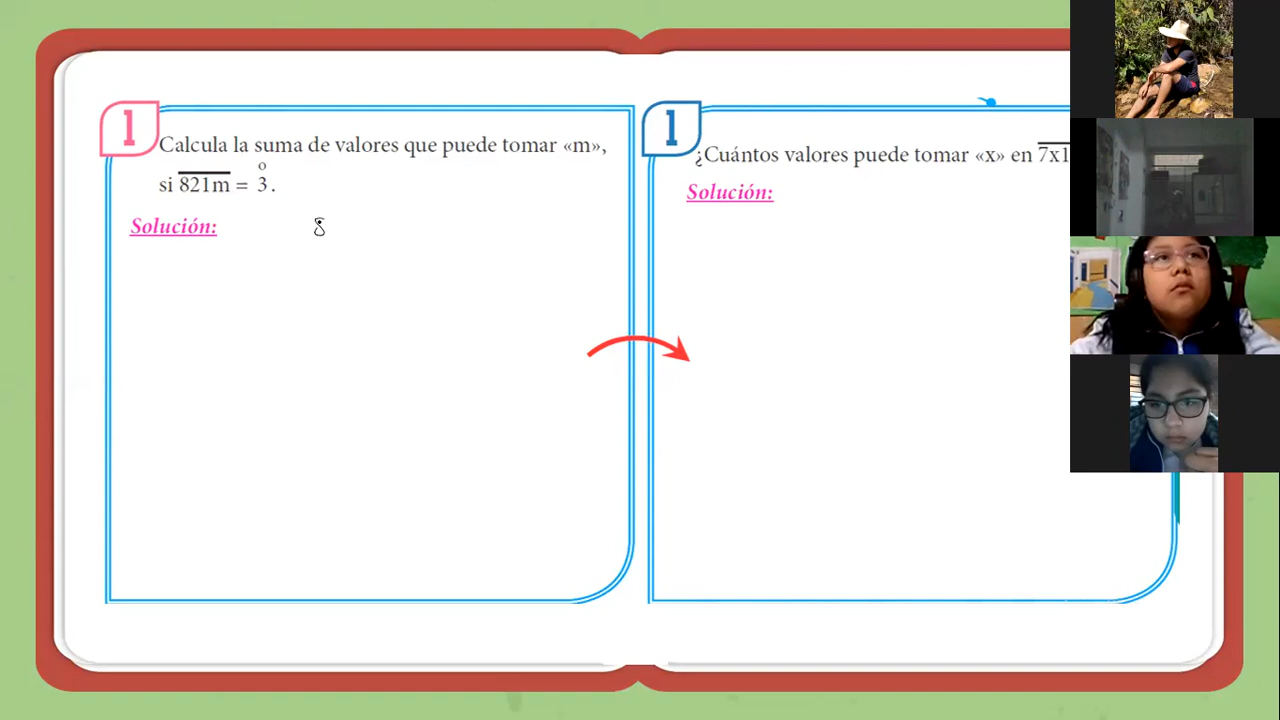 1
Calcula la suma de valores que puede tomar «m»,
si 821m = 3.
o
Solución:
1
¿Cuántos valores puede tomar «x» en 7x1
Solución: